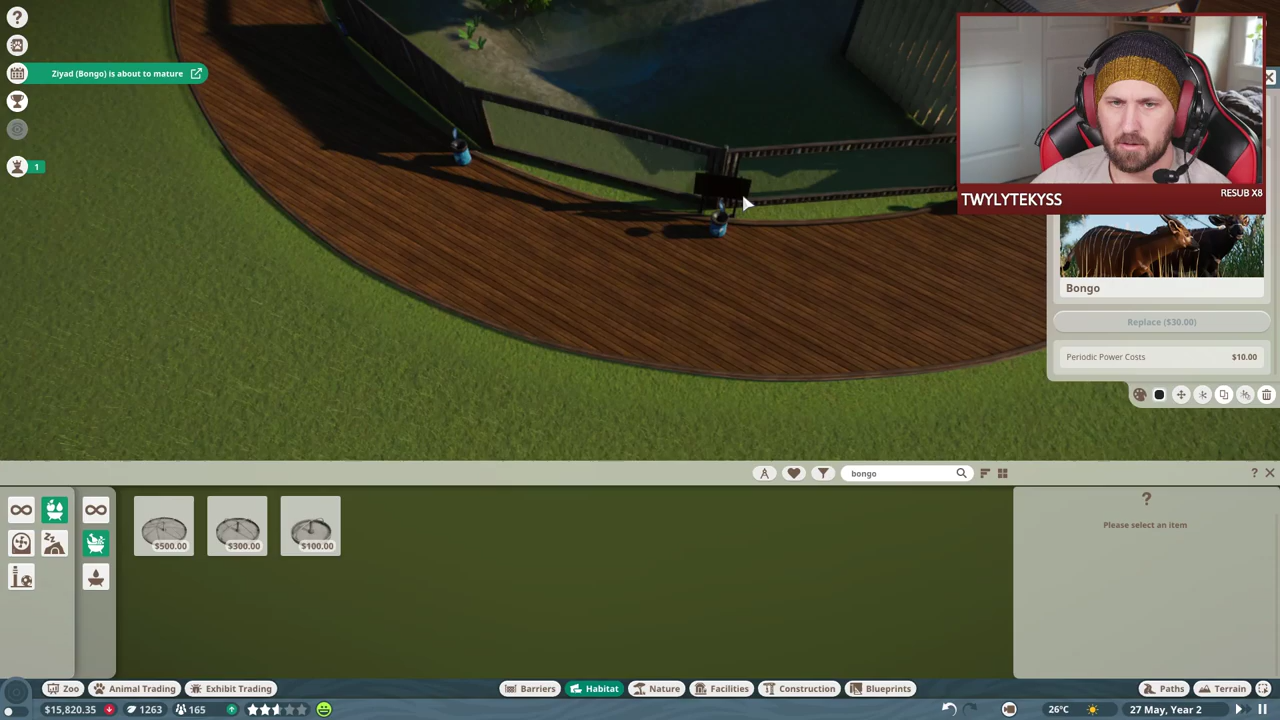 ?
Ziyad (Bongo) is about to mature
1
TWYLYTEKYSS
RESUB X8
Bongo
Replace ($30.00)
Periodic Power Costs $10.00
bongo
?
$500.00
$300.00
$100.00
?
Please select an item
Zoo
Animal Trading
Exhibit Trading
Barriers
Habitat
Nature
Facilities
Construction
Blueprints
Paths
Terrain
$15,820.35
1263
165
26°C
27 May, Year 2